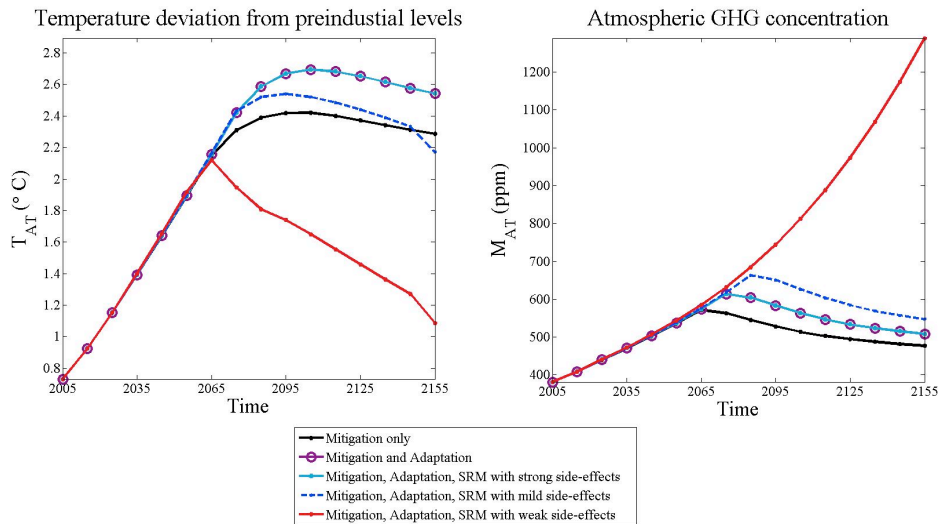 Temperature deviation from preindustial levels
2.8
2.6
2.4
2.2
2
1.8
1.6
1.4
1.2
1
0.8
T_AT (° C)
2005 2035 2065 2095 2125 2155
Time
Atmospheric GHG concentration
1200
1100
1000
900
800
700
600
500
400
M_AT (ppm)
2005 2035 2065 2095 2125 2155
Time
Mitigation only
Mitigation and Adaptation
Mitigation, Adaptation, SRM with strong side-effects
Mitigation, Adaptation, SRM with mild side-effects
Mitigation, Adaptation, SRM with weak side-effects